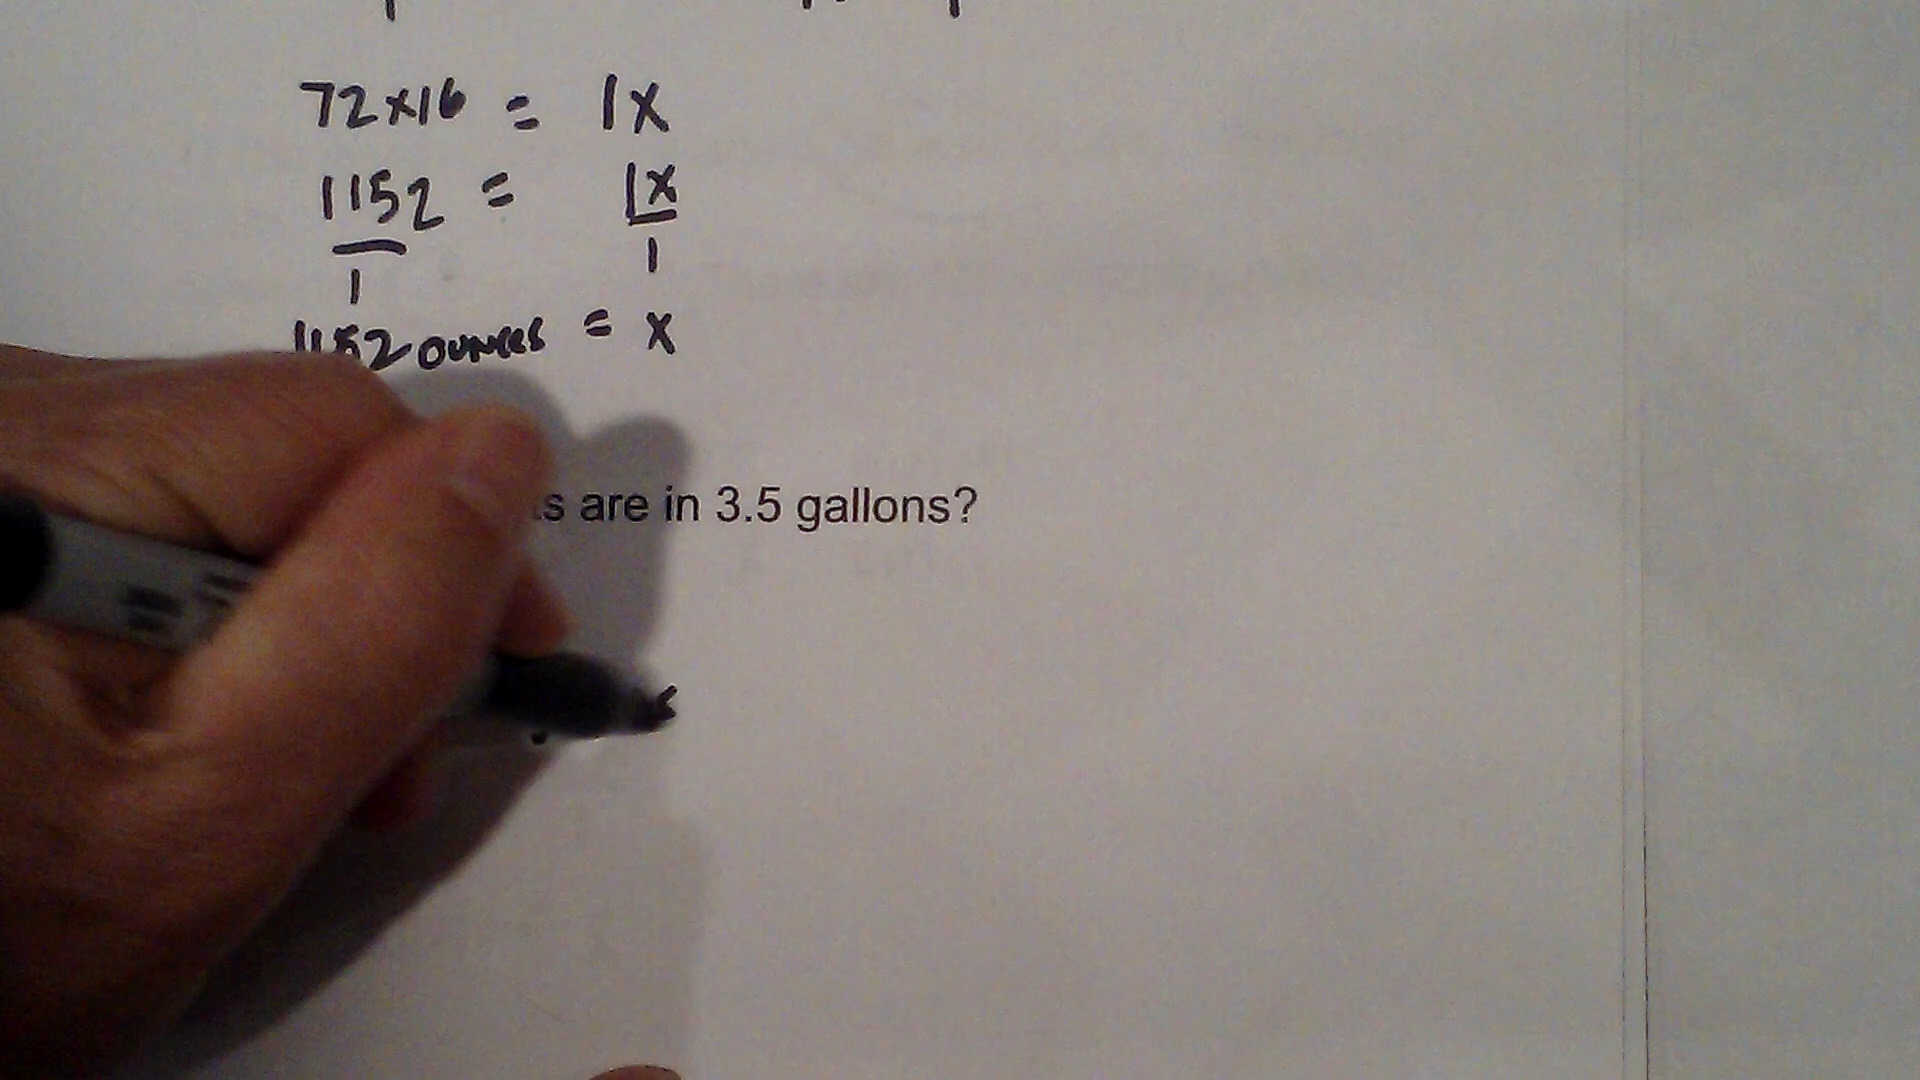 72x16 = 1x
1152 = 1x
1 1
1152 ounces = x
are in 3.5 gallons?